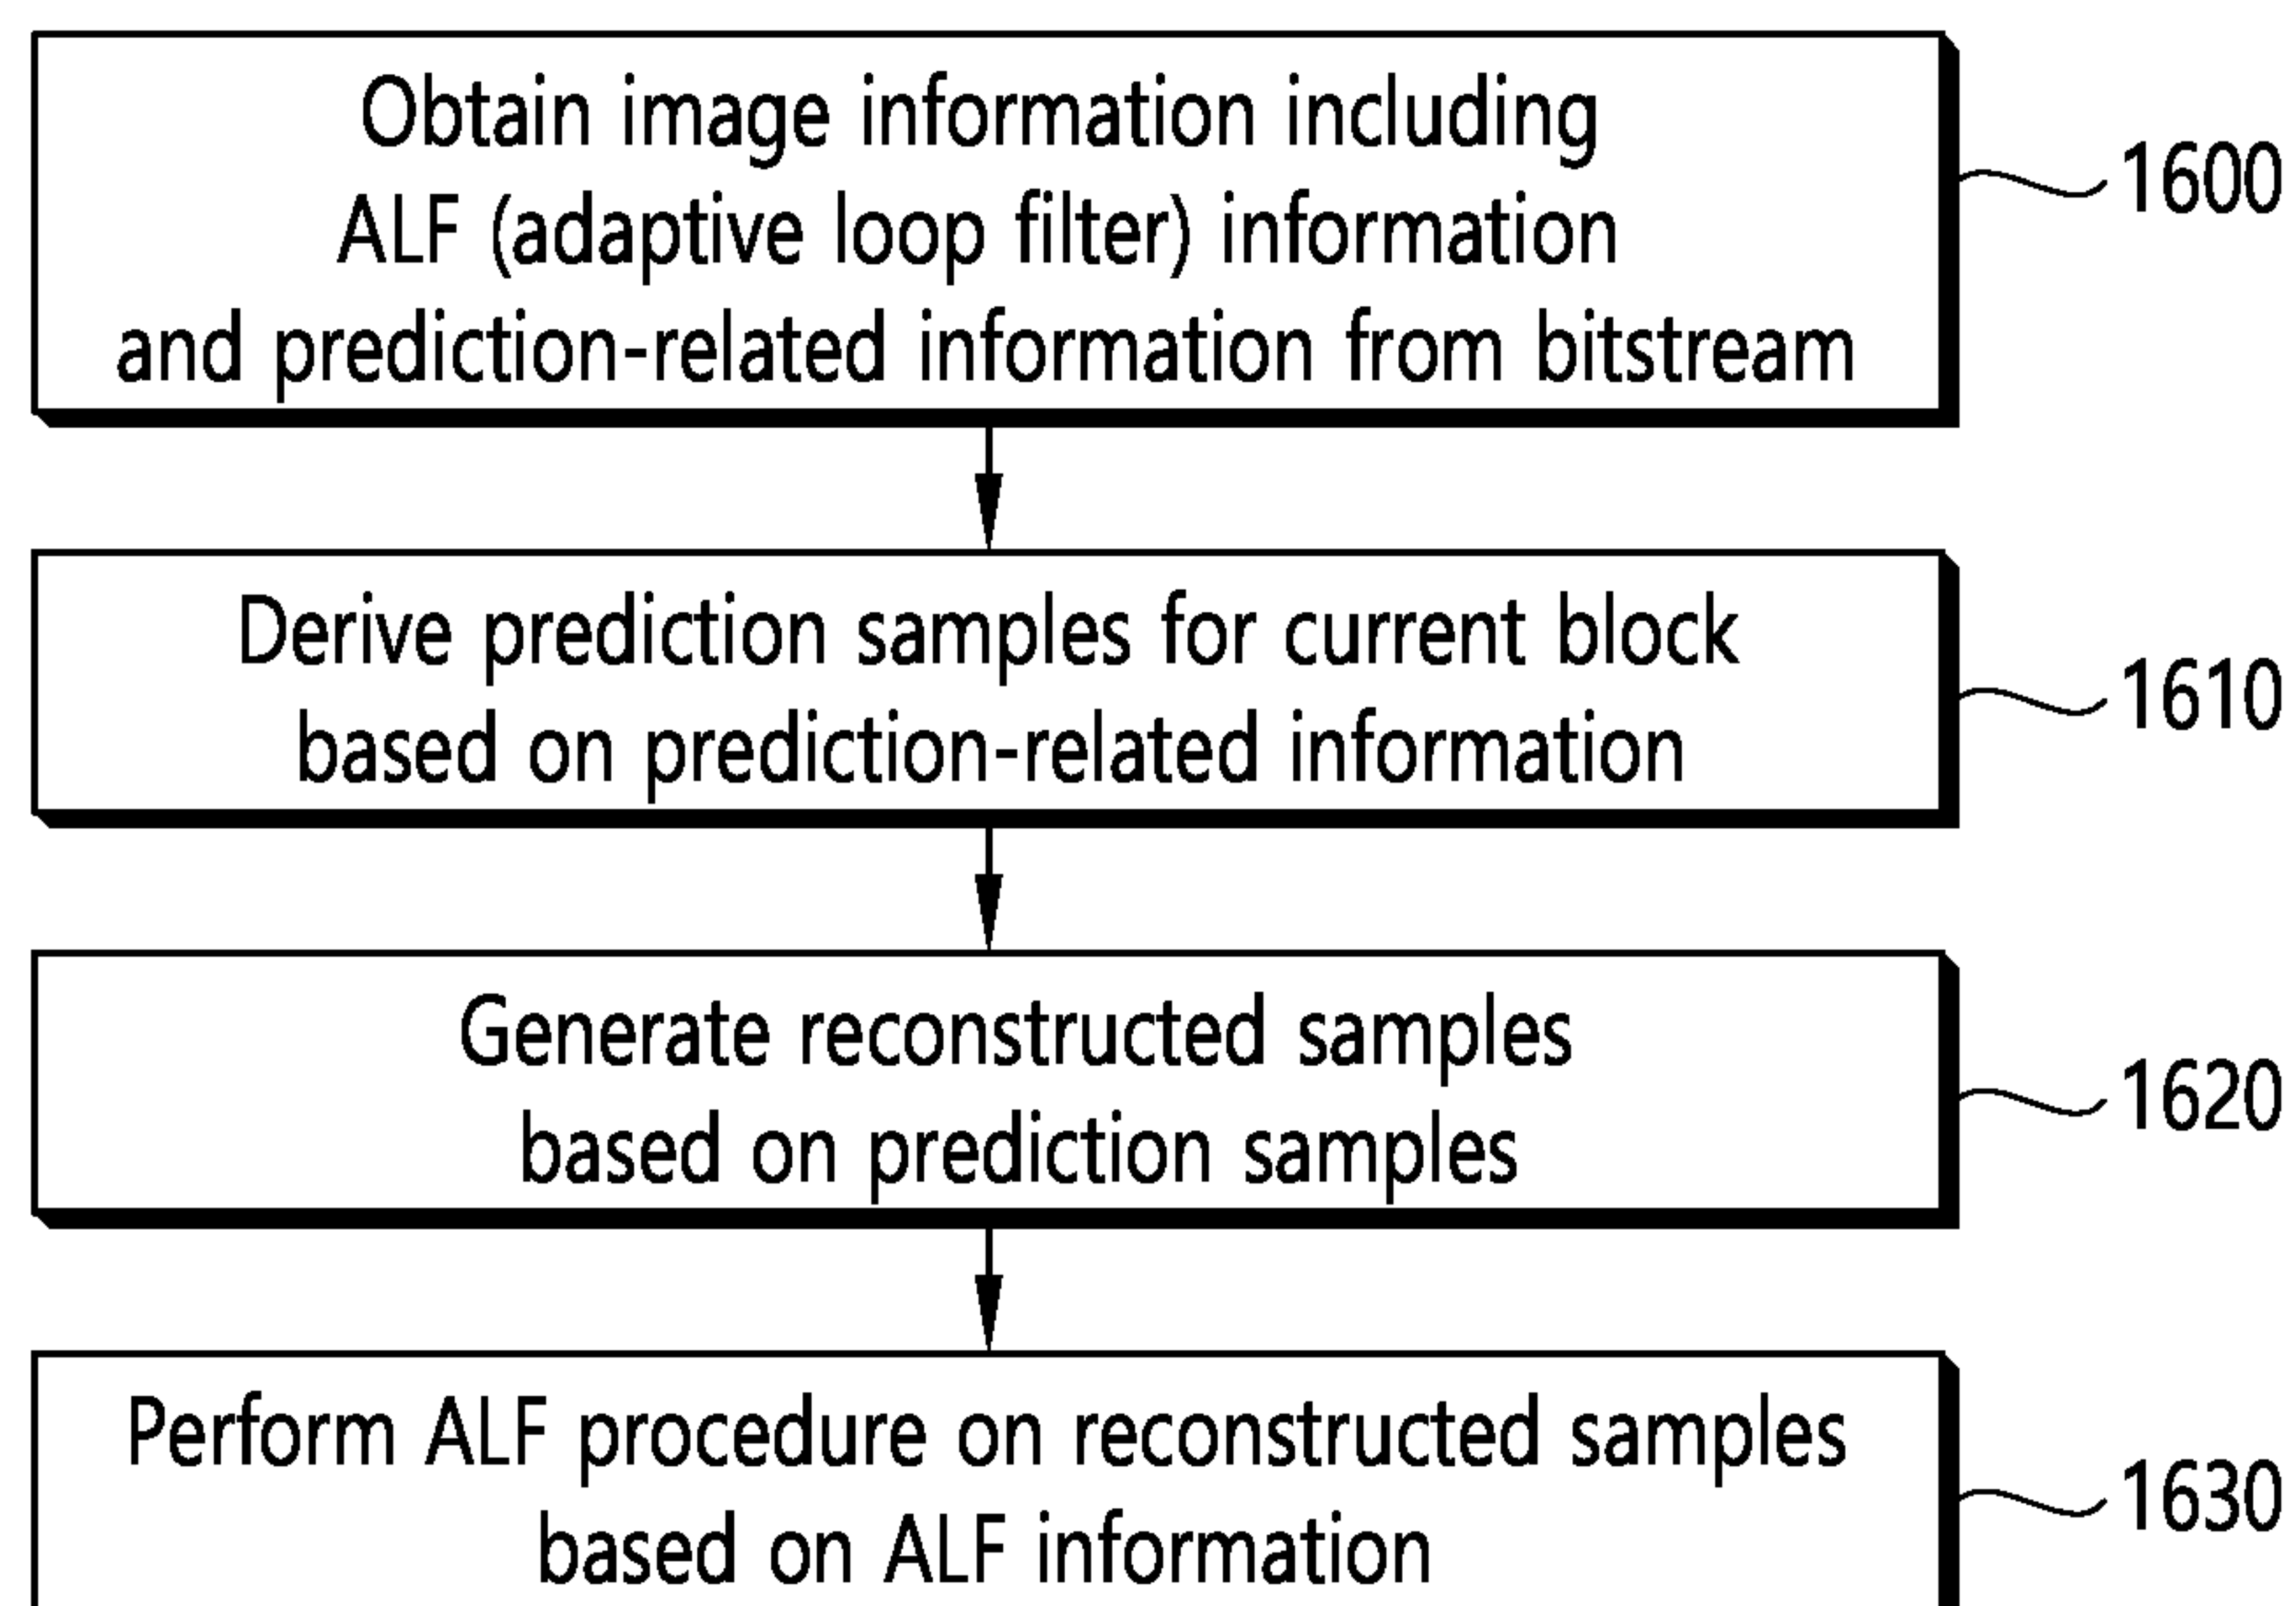 Obtain image information including
ALF (adaptive loop filter) information
and prediction-related information from bitstream
1600
Derive prediction samples for current block
based on prediction-related information
1610
Generate reconstructed samples
based on prediction samples
1620
Perform ALF procedure on reconstructed samples
based on ALF information
1630